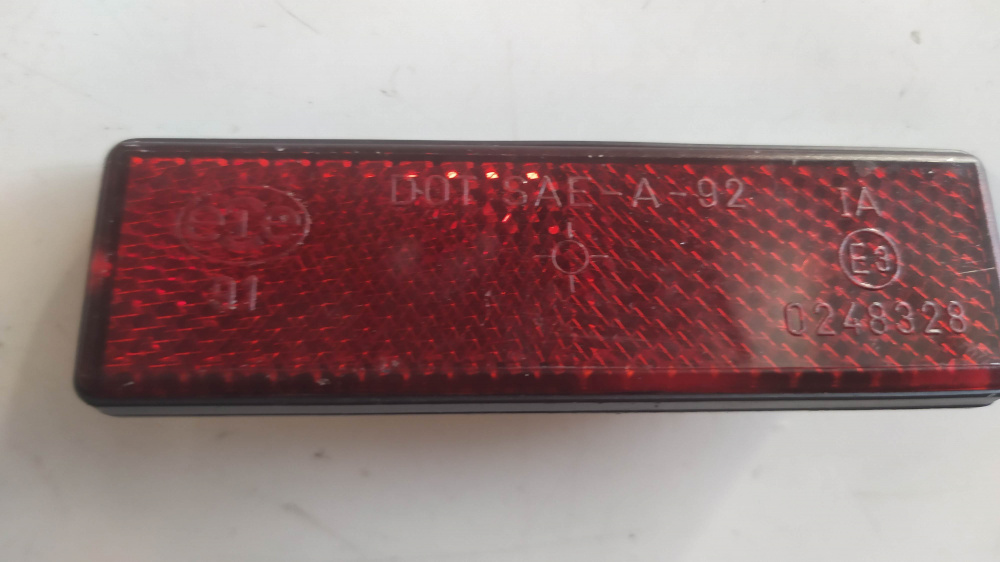 DOT SAE-A-92
IA
E3
0248328